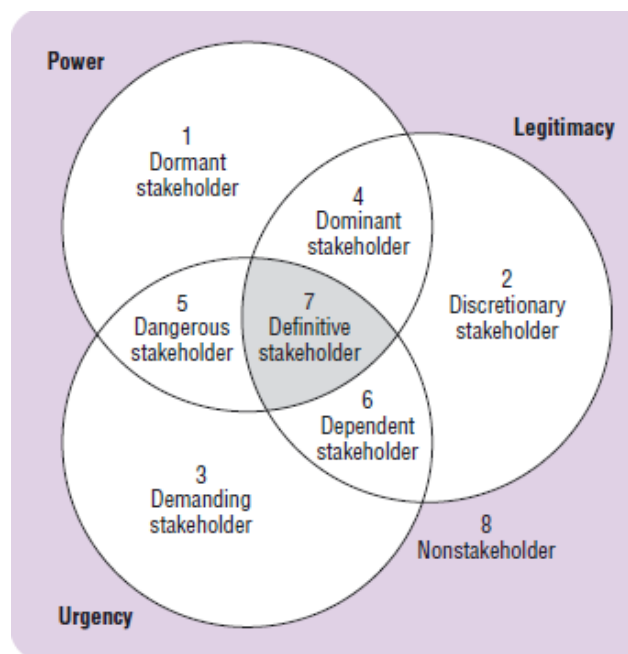 Power
Legitimacy
1
Dormant
stakeholder
4
Dominant
stakeholder
2
Discretionary
stakeholder
5
Dangerous
stakeholder
7
Definitive
stakeholder
6
Dependent
stakeholder
3
Demanding
stakeholder
8
Nonstakeholder
Urgency